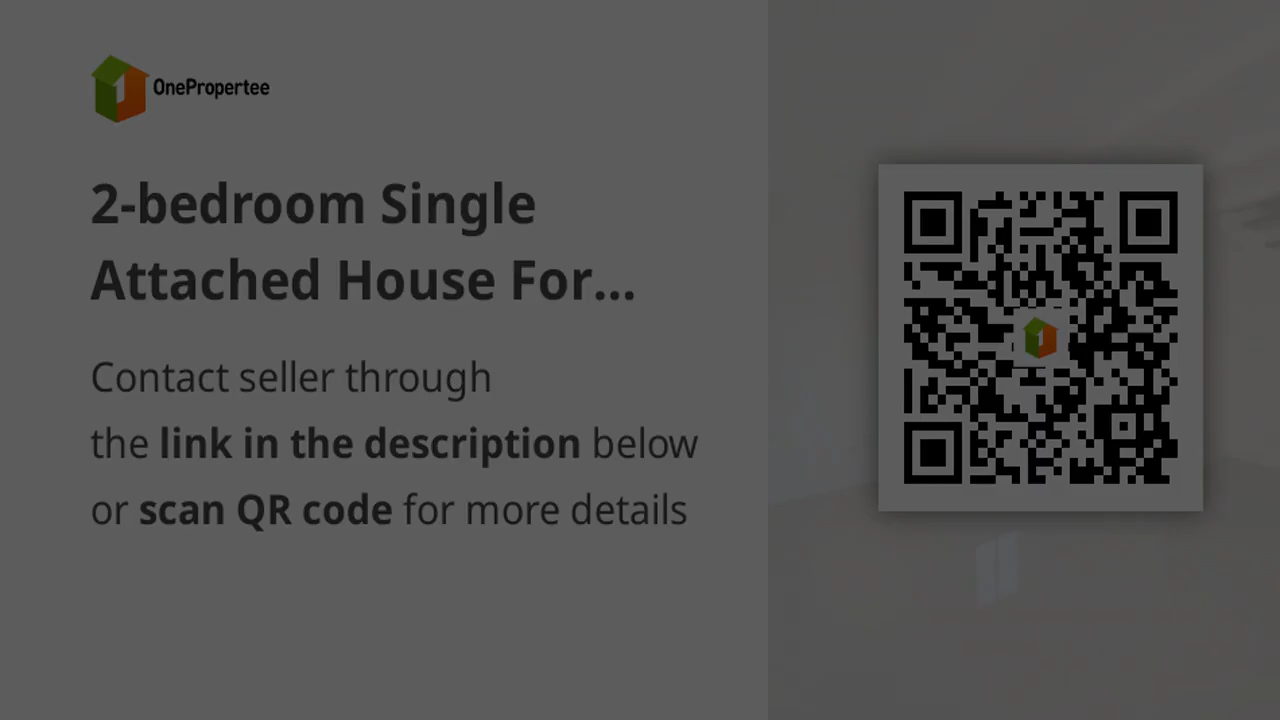 OnePropertee
2-bedroom Single
Attached House For...
Contact seller through
the link in the description below
or scan QR code for more details